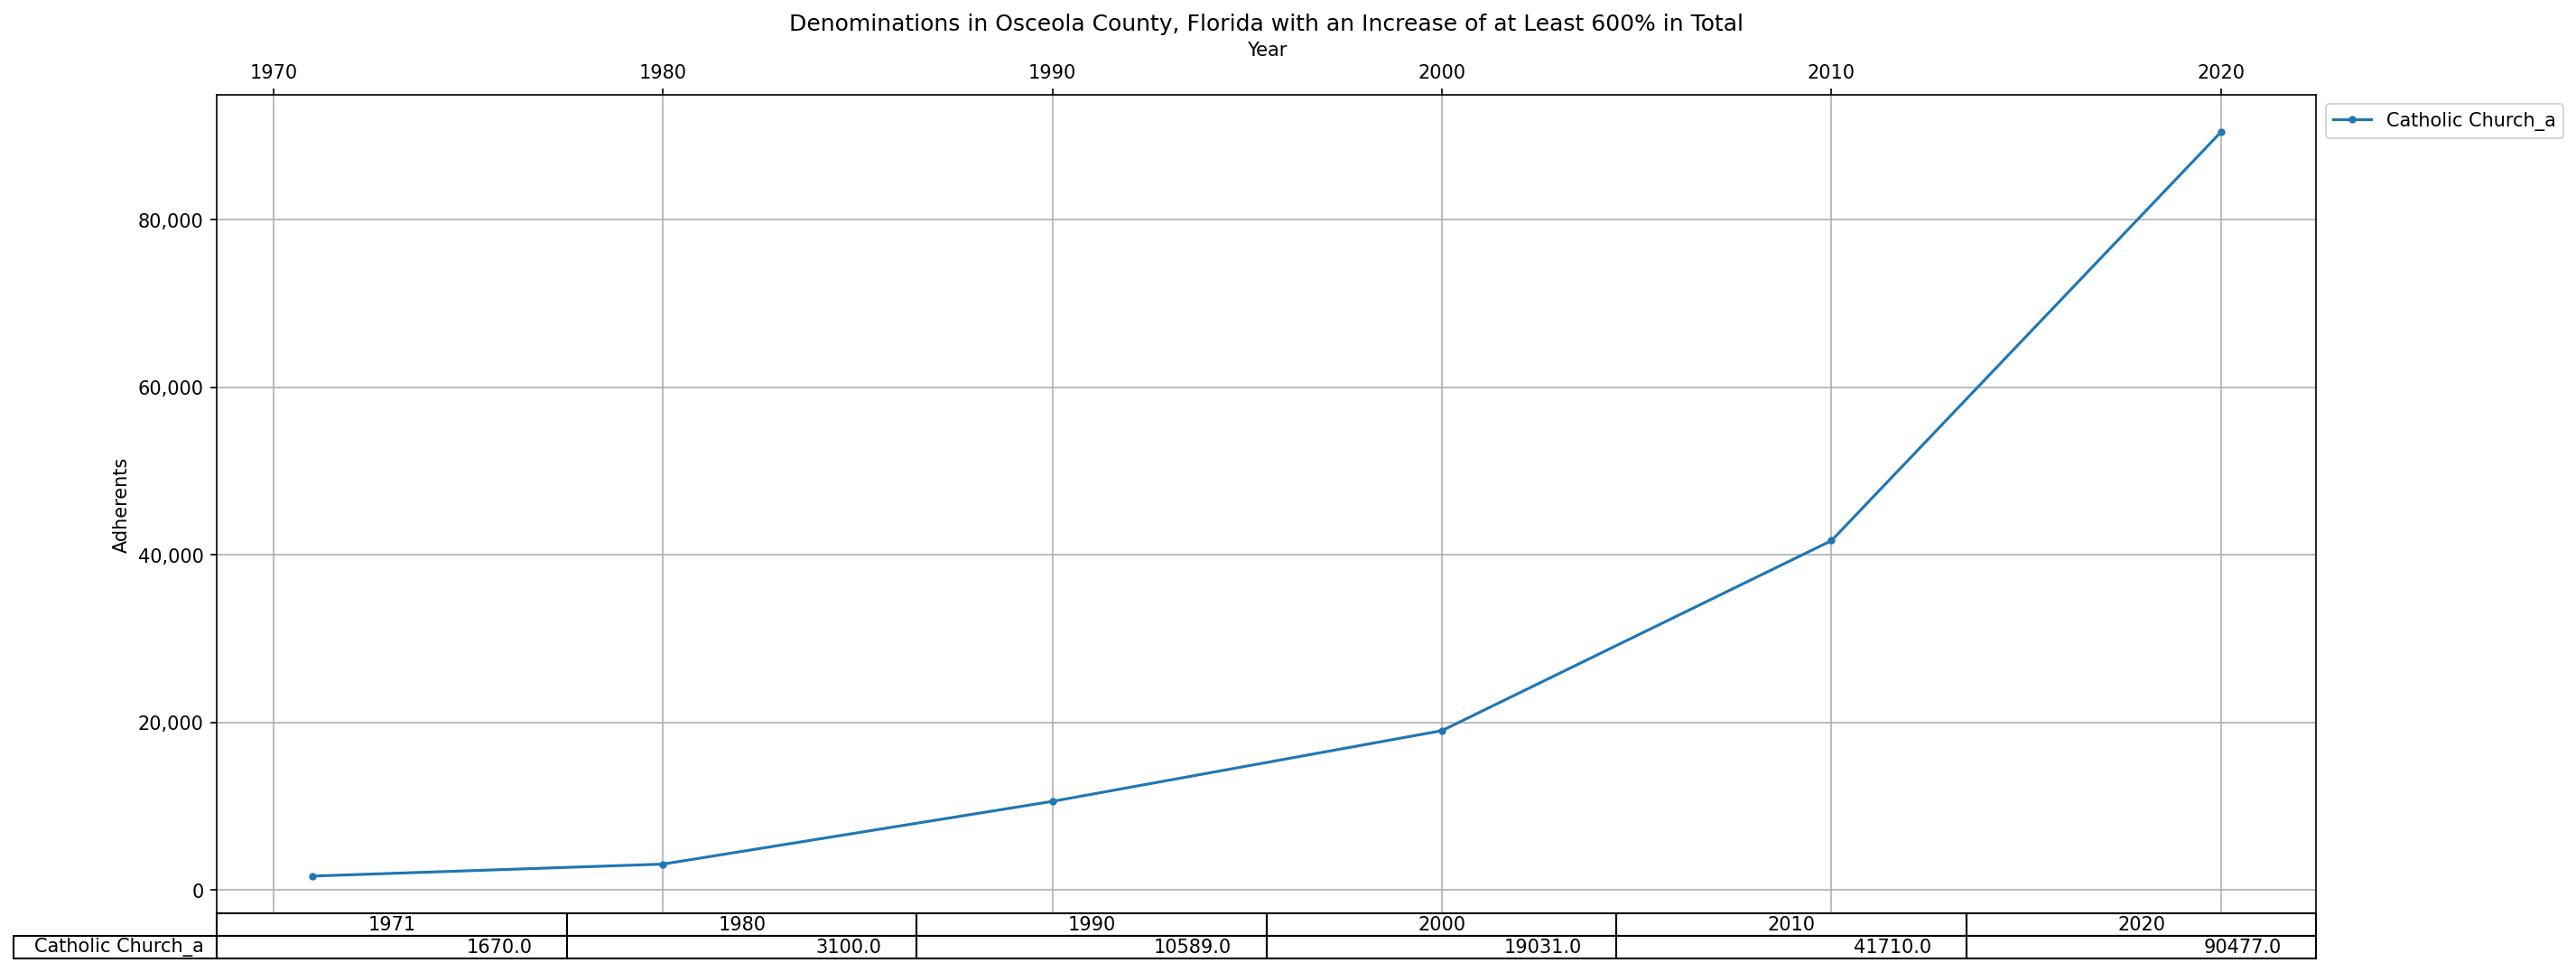 Denominations in Osceola County, Florida with an Increase of at Least 600% in Total
Year
1970 1980 1990 2000 2010 2020
Catholic Church_a
80,000
60,000
40,000
20,000
0
Adherents
1971 1980 1990 2000 2010 2020
Catholic Church_a 1670.0 3100.0 10589.0 19031.0 41710.0 90477.0